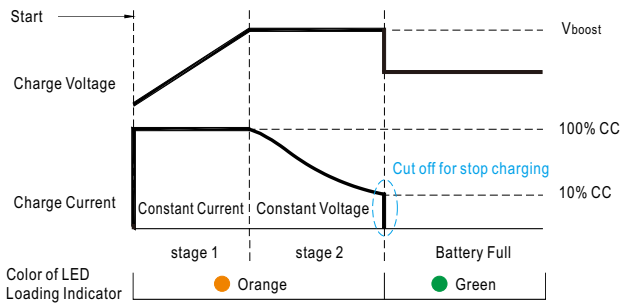 Start
Vboost
Charge Voltage
100% CC
Cut off for stop charging
10% CC
Charge Current
Constant Current
Constant Voltage
stage 1
stage 2
Battery Full
Color of LED
Loading Indicator
Orange
Green